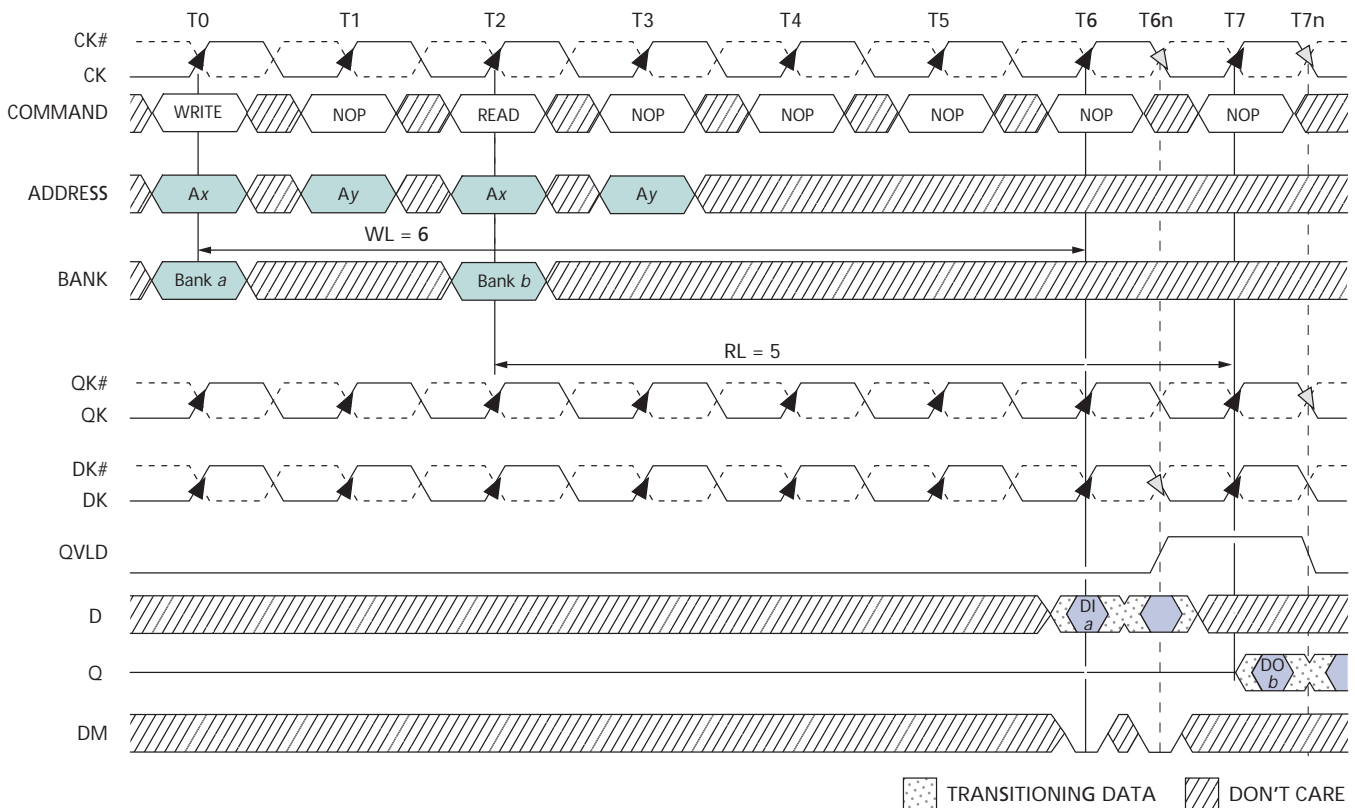 T0 T1 T2 T3 T4 T5 T6 T6n T7 T7n
CK#
CK
COMMAND WRITE NOP READ NOP NOP NOP NOP NOP
ADDRESS Ax Ay Ax Ay
WL = 6
BANK Bank a Bank b
RL = 5
QK#
QK
DK#
DK
QVLD
D DI a
Q DO b
DM
TRANSITIONING DATA DON'T CARE